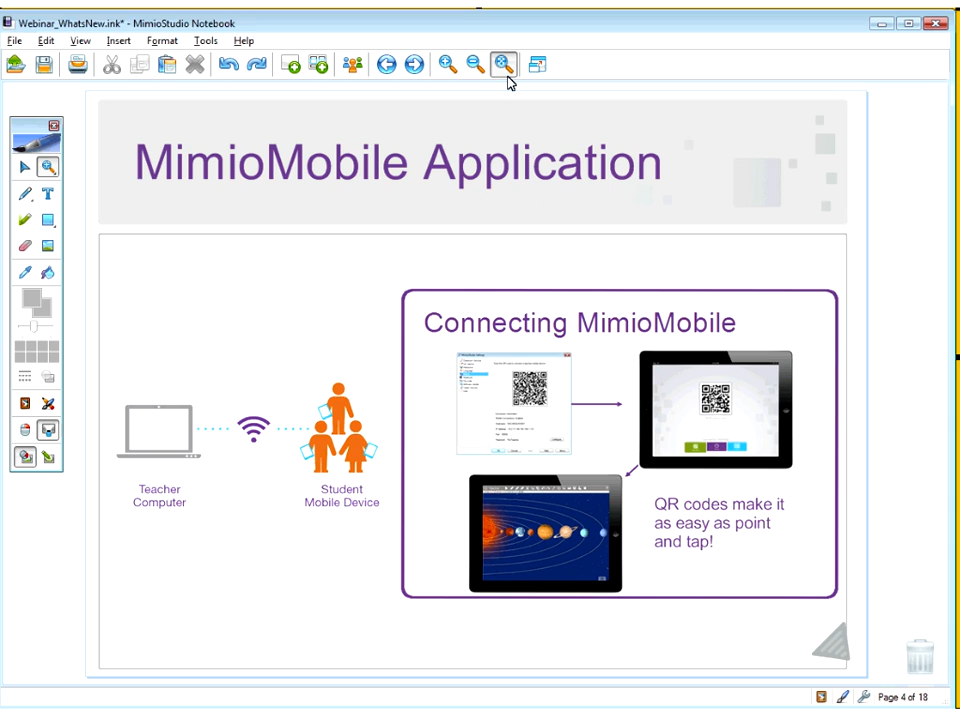 Webinar_WhatsNew.ink* - MimioStudio Notebook
File Edit View Insert Format Tools Help
MimioMobile Application
Connecting MimioMobile
Teacher
Computer
Student
Mobile Device
QR codes make it
as easy as point
and tap!
Page 4 of 18